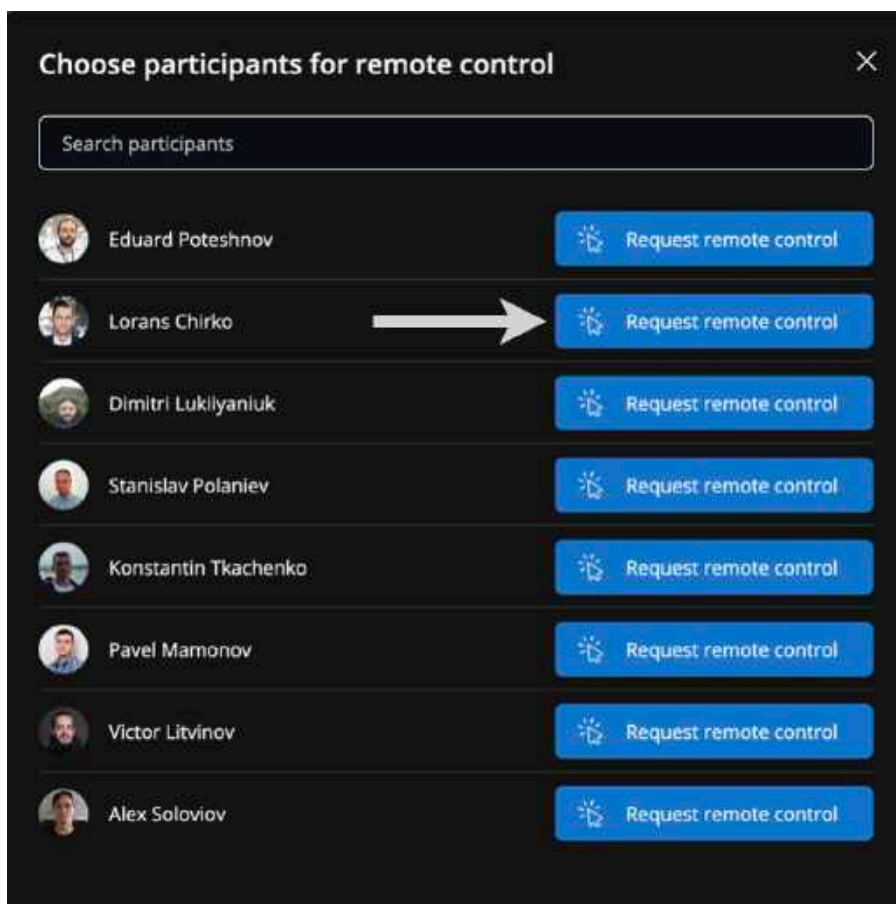 Choose participants for remote control
Search participants
Eduard Poteshnov Request remote control
Lorans Chirko Request remote control
Dimitri Lukiiyaniuk Request remote control
Stanislav Polaniev Request remote control
Konstantin Tkachenko Request remote control
Pavel Mamonov Request remote control
Victor Litvinov Request remote control
Alex Soloviov Request remote control